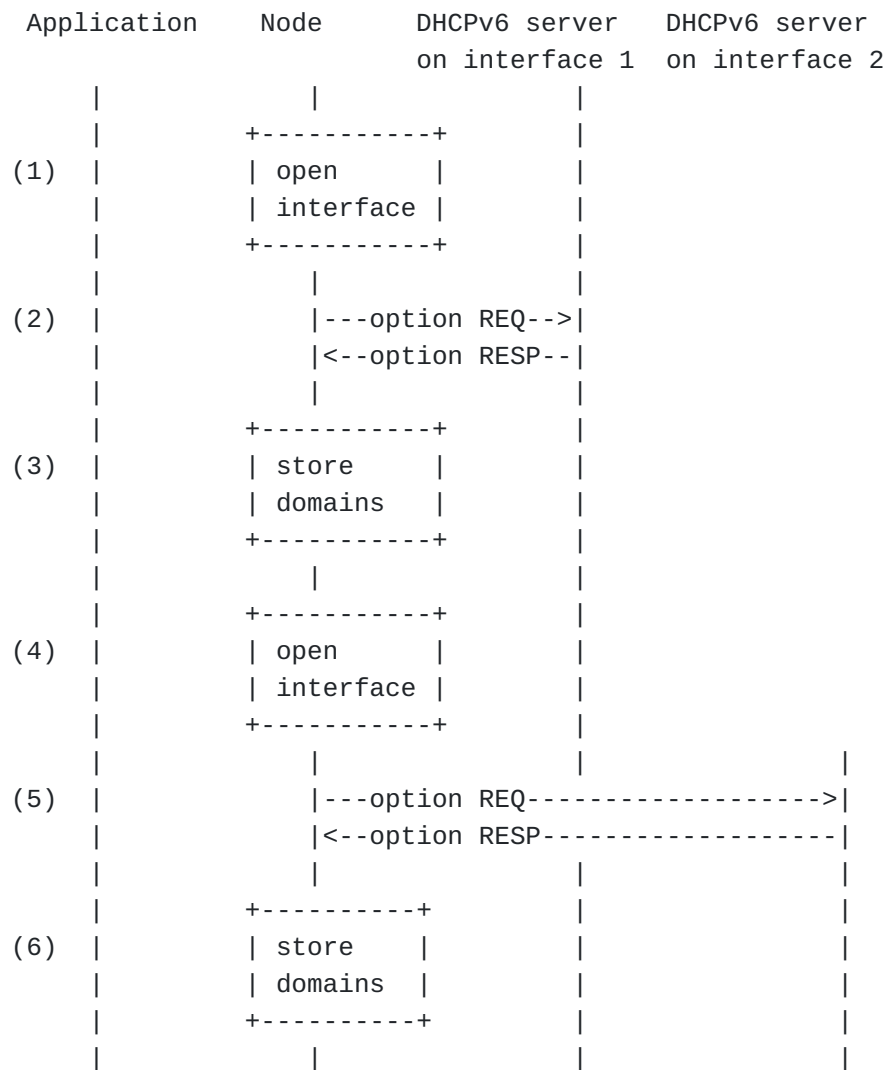 Application    Node      DHCPv6 server   DHCPv6 server
                         on interface 1  on interface 2
     |             |                |
     |         +-----------+        |
(1)  |         | open      |        |
     |         | interface |        |
     |         +-----------+        |
     |             |                |
(2)  |             |---option REQ-->|
     |             |<--option RESP--|
     |             |                |
     |         +-----------+        |
(3)  |         | store     |        |
     |         | domains   |        |
     |         +-----------+        |
     |             |                |
     |         +-----------+        |
(4)  |         | open      |        |
     |         | interface |        |
     |         +-----------+        |
     |             |                |                |
(5)  |             |---option REQ------------------->|
     |             |<--option RESP-------------------|
     |             |                |                |
     |         +----------+         |                |
(6)  |         | store    |         |                |
     |         | domains  |         |                |
     |         +----------+         |                |
     |             |                |                |